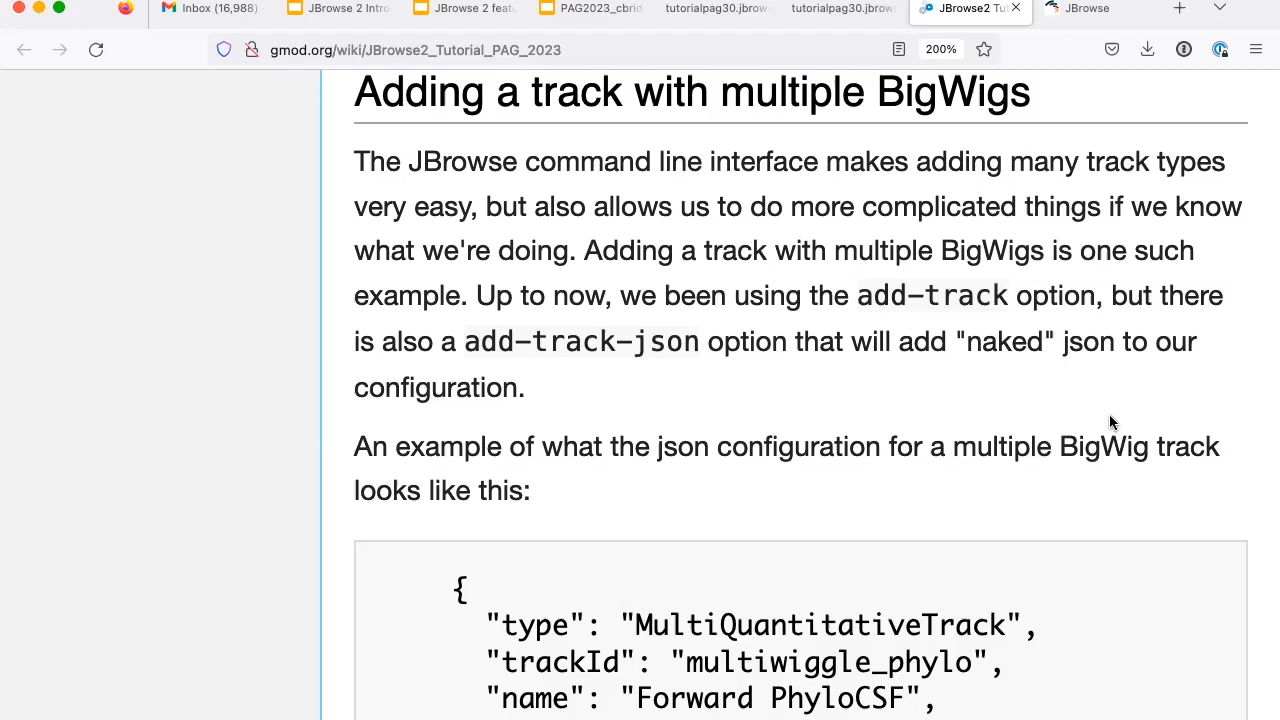 Inbox (16,988)
JBrowse 2 Intro
JBrowse 2 feat
PAG2023_cbrid
tutorialpag30.jbrow
tutorialpag30.jbrow
JBrowse2 Tu
JBrowse
gmod.org/wiki/JBrowse2_Tutorial_PAG_2023
200%
Adding a track with multiple BigWigs
The JBrowse command line interface makes adding many track types
very easy, but also allows us to do more complicated things if we know
what we're doing. Adding a track with multiple BigWigs is one such
example. Up to now, we been using the add-track option, but there
is also a add-track-json option that will add "naked" json to our
configuration.
An example of what the json configuration for a multiple BigWig track
looks like this:
{
"type": "MultiQuantitativeTrack",
"trackId": "multiwiggle_phylo",
"name": "Forward PhyloCSF",